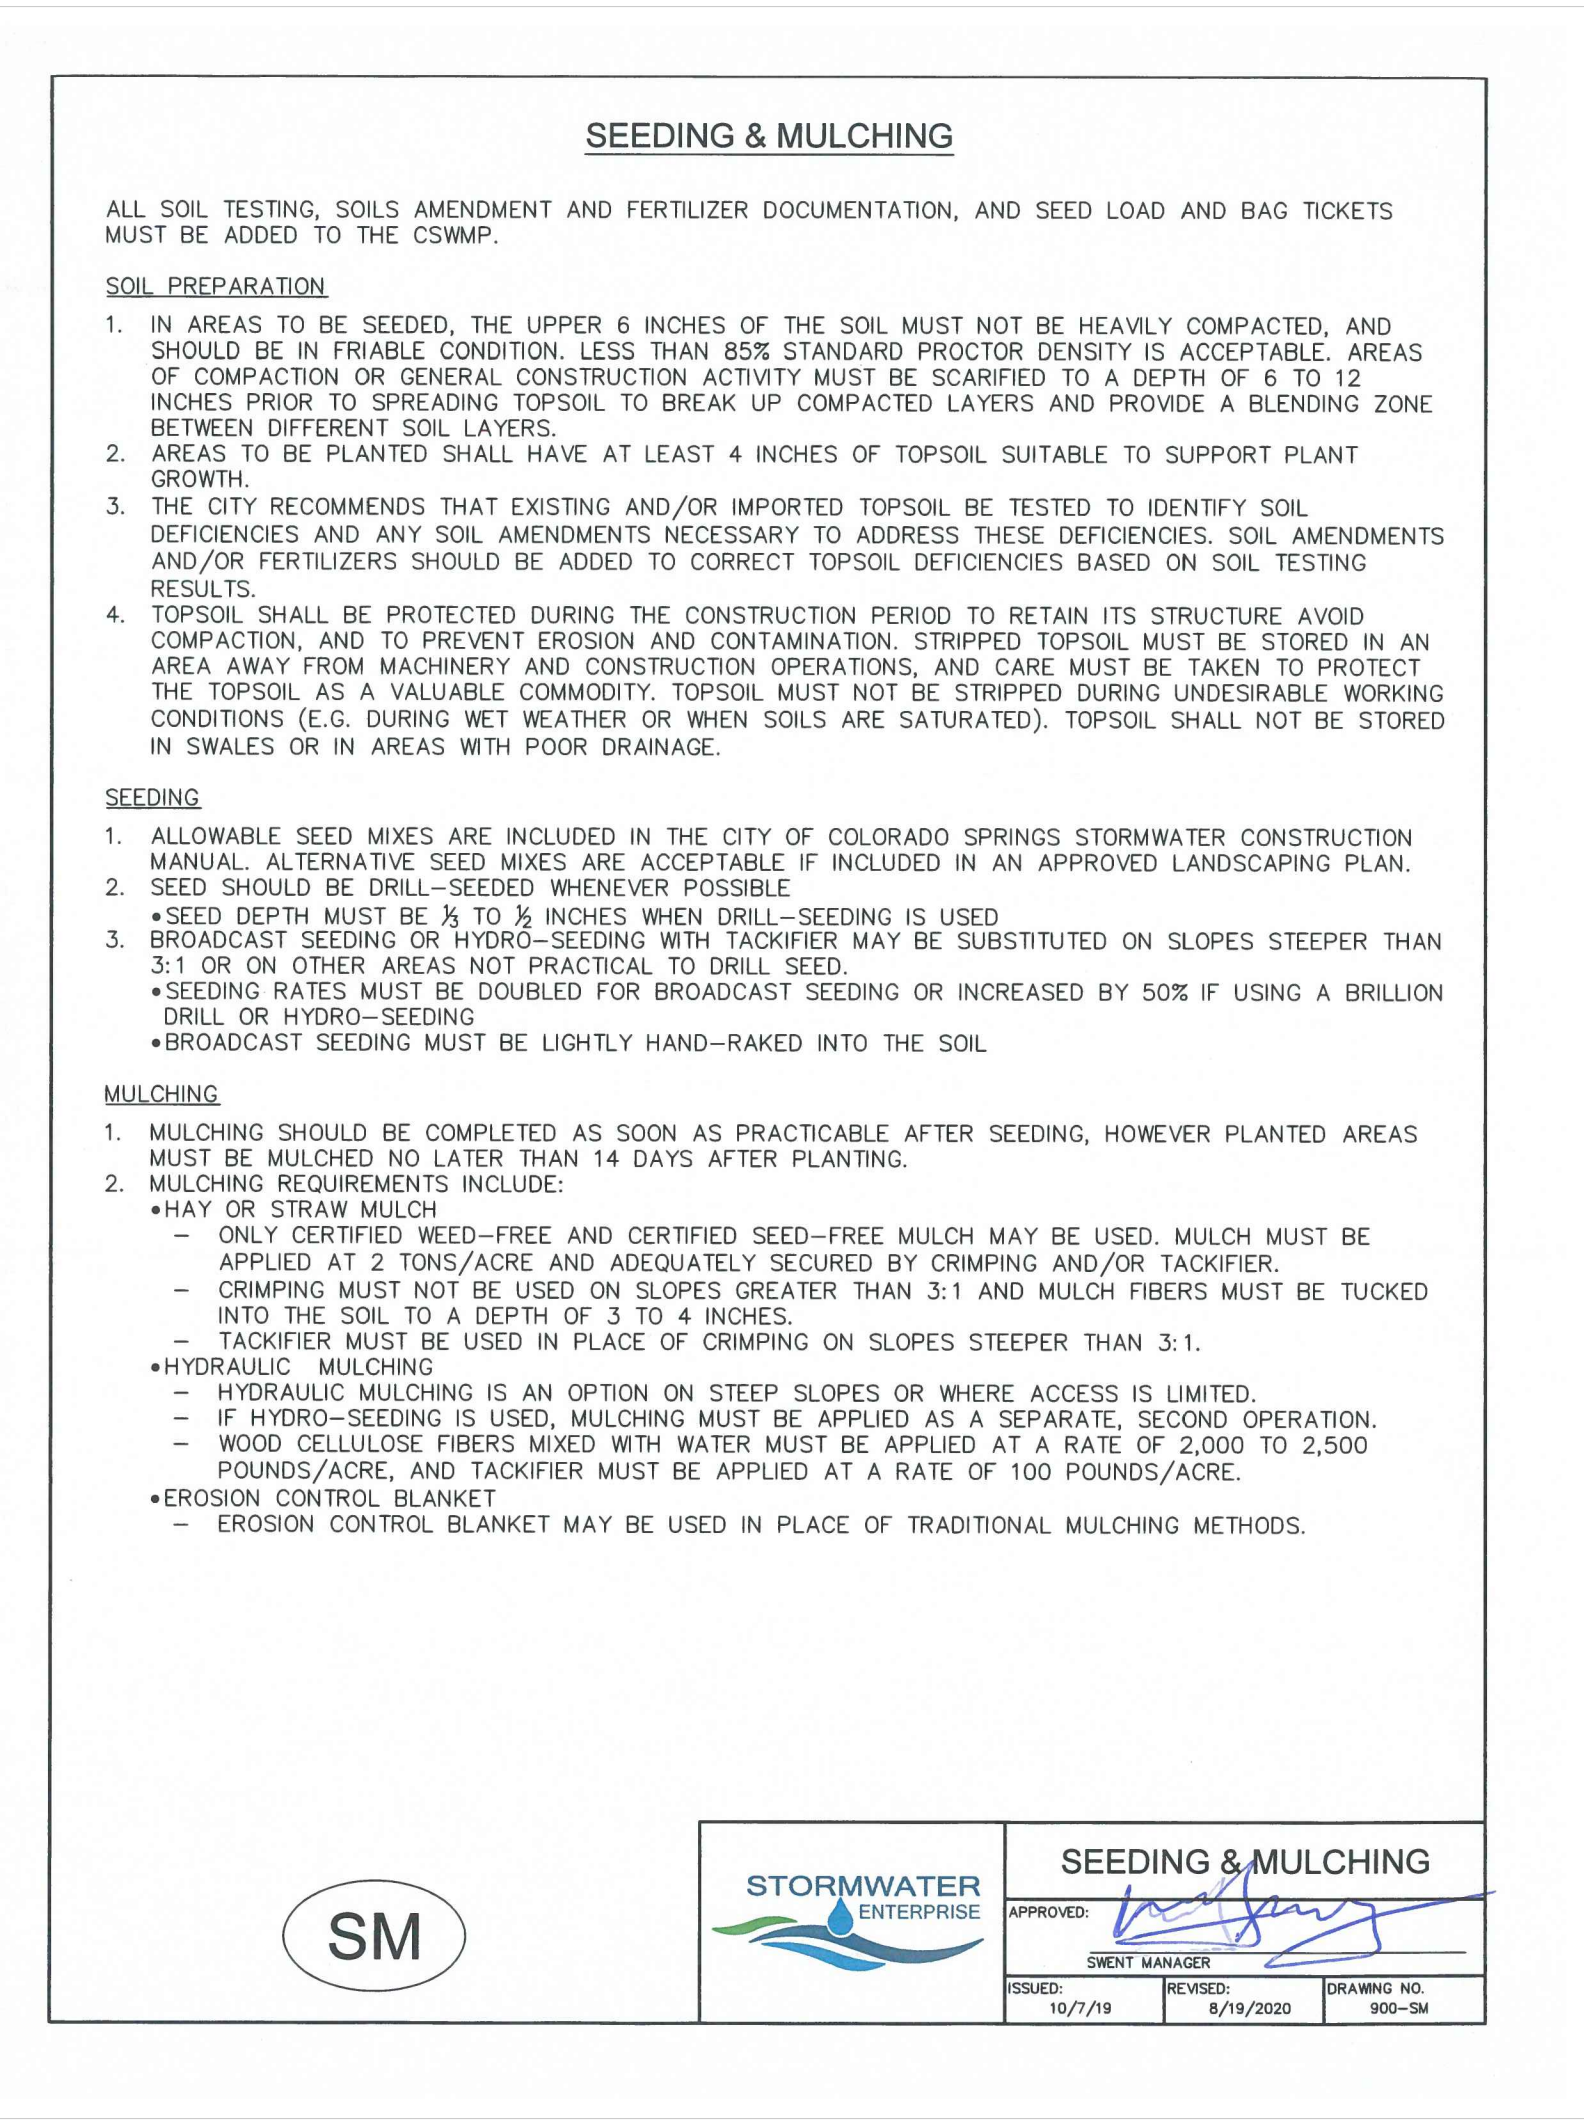 SEEDING & MULCHING
ALL SOIL TESTING, SOILS AMENDMENT AND FERTILIZER DOCUMENTATION, AND SEED LOAD AND BAG TICKETS
MUST BE ADDED TO THE CSWMP.
SOIL PREPARATION
1. IN AREAS TO BE SEEDED, THE UPPER 6 INCHES OF THE SOIL MUST NOT BE HEAVILY COMPACTED, AND
SHOULD BE IN FRIABLE CONDITION. LESS THAN 85% STANDARD PROCTOR DENSITY IS ACCEPTABLE. AREAS
OF COMPACTION OR GENERAL CONSTRUCTION ACTIVITY MUST BE SCARIFIED TO A DEPTH OF 6 TO 12
INCHES PRIOR TO SPREADING TOPSOIL TO BREAK UP COMPACTED LAYERS AND PROVIDE A BLENDING ZONE
BETWEEN DIFFERENT SOIL LAYERS.
2. AREAS TO BE PLANTED SHALL HAVE AT LEAST 4 INCHES OF TOPSOIL SUITABLE TO SUPPORT PLANT
GROWTH.
3. THE CITY RECOMMENDS THAT EXISTING AND/OR IMPORTED TOPSOIL BE TESTED TO IDENTIFY SOIL
DEFICIENCIES AND ANY SOIL AMENDMENTS NECESSARY TO ADDRESS THESE DEFICIENCIES. SOIL AMENDMENTS
AND/OR FERTILIZERS SHOULD BE ADDED TO CORRECT TOPSOIL DEFICIENCIES BASED ON SOIL TESTING
RESULTS.
4. TOPSOIL SHALL BE PROTECTED DURING THE CONSTRUCTION PERIOD TO RETAIN ITS STRUCTURE AVOID
COMPACTION, AND TO PREVENT EROSION AND CONTAMINATION. STRIPPED TOPSOIL MUST BE STORED IN AN
AREA AWAY FROM MACHINERY AND CONSTRUCTION OPERATIONS, AND CARE MUST BE TAKEN TO PROTECT
THE TOPSOIL AS A VALUABLE COMMODITY. TOPSOIL MUST NOT BE STRIPPED DURING UNDESIRABLE WORKING
CONDITIONS (E.G. DURING WET WEATHER OR WHEN SOILS ARE SATURATED). TOPSOIL SHALL NOT BE STORED
IN SWALES OR IN AREAS WITH POOR DRAINAGE.
SEEDING
1. ALLOWABLE SEED MIXES ARE INCLUDED IN THE CITY OF COLORADO SPRINGS STORMWATER CONSTRUCTION
MANUAL. ALTERNATIVE SEED MIXES ARE ACCEPTABLE IF INCLUDED IN AN APPROVED LANDSCAPING PLAN.
2. SEED SHOULD BE DRILL–SEEDED WHENEVER POSSIBLE
•SEED DEPTH MUST BE ⅓ TO ½ INCHES WHEN DRILL–SEEDING IS USED
3. BROADCAST SEEDING OR HYDRO–SEEDING WITH TACKIFIER MAY BE SUBSTITUTED ON SLOPES STEEPER THAN
3:1 OR ON OTHER AREAS NOT PRACTICAL TO DRILL SEED.
•SEEDING RATES MUST BE DOUBLED FOR BROADCAST SEEDING OR INCREASED BY 50% IF USING A BRILLION
DRILL OR HYDRO–SEEDING
•BROADCAST SEEDING MUST BE LIGHTLY HAND–RAKED INTO THE SOIL
MULCHING
1. MULCHING SHOULD BE COMPLETED AS SOON AS PRACTICABLE AFTER SEEDING, HOWEVER PLANTED AREAS
MUST BE MULCHED NO LATER THAN 14 DAYS AFTER PLANTING.
2. MULCHING REQUIREMENTS INCLUDE:
•HAY OR STRAW MULCH
– ONLY CERTIFIED WEED–FREE AND CERTIFIED SEED–FREE MULCH MAY BE USED. MULCH MUST BE
APPLIED AT 2 TONS/ACRE AND ADEQUATELY SECURED BY CRIMPING AND/OR TACKIFIER.
– CRIMPING MUST NOT BE USED ON SLOPES GREATER THAN 3:1 AND MULCH FIBERS MUST BE TUCKED
INTO THE SOIL TO A DEPTH OF 3 TO 4 INCHES.
– TACKIFIER MUST BE USED IN PLACE OF CRIMPING ON SLOPES STEEPER THAN 3:1.
•HYDRAULIC MULCHING
– HYDRAULIC MULCHING IS AN OPTION ON STEEP SLOPES OR WHERE ACCESS IS LIMITED.
– IF HYDRO–SEEDING IS USED, MULCHING MUST BE APPLIED AS A SEPARATE, SECOND OPERATION.
– WOOD CELLULOSE FIBERS MIXED WITH WATER MUST BE APPLIED AT A RATE OF 2,000 TO 2,500
POUNDS/ACRE, AND TACKIFIER MUST BE APPLIED AT A RATE OF 100 POUNDS/ACRE.
•EROSION CONTROL BLANKET
– EROSION CONTROL BLANKET MAY BE USED IN PLACE OF TRADITIONAL MULCHING METHODS.
SM
STORMWATER
ENTERPRISE
SEEDING & MULCHING
APPROVED:
SWENT MANAGER
ISSUED:
10/7/19
REVISED:
8/19/2020
DRAWING NO.
900–SM